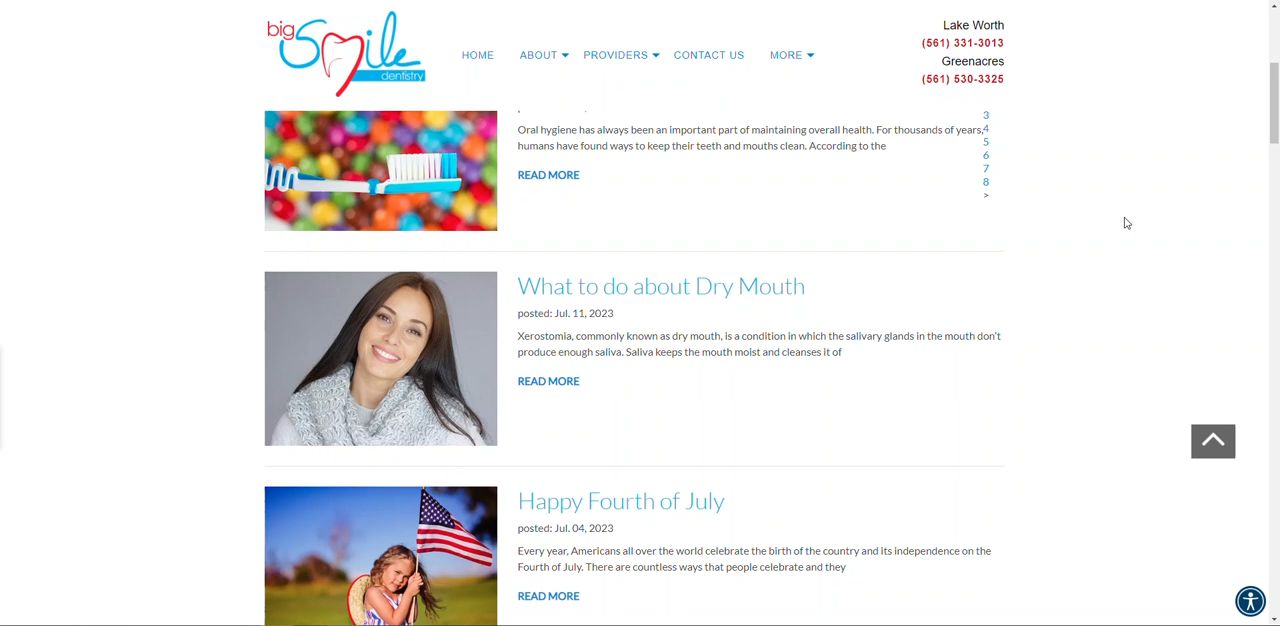 big
Smile
dentistry
HOME
ABOUT
PROVIDERS
CONTACT US
MORE
Lake Worth
(561) 331-3013
Greenacres
(561) 530-3325
Oral hygiene has always been an important part of maintaining overall health. For thousands of years,
humans have found ways to keep their teeth and mouths clean. According to the
READ MORE
3
4
5
6
7
8
>
What to do about Dry Mouth
posted: Jul. 11, 2023
Xerostomia, commonly known as dry mouth, is a condition in which the salivary glands in the mouth don't
produce enough saliva. Saliva keeps the mouth moist and cleanses it of
READ MORE
Happy Fourth of July
posted: Jul. 04, 2023
Every year, Americans all over the world celebrate the birth of the country and its independence on the
Fourth of July. There are countless ways that people celebrate and they
READ MORE